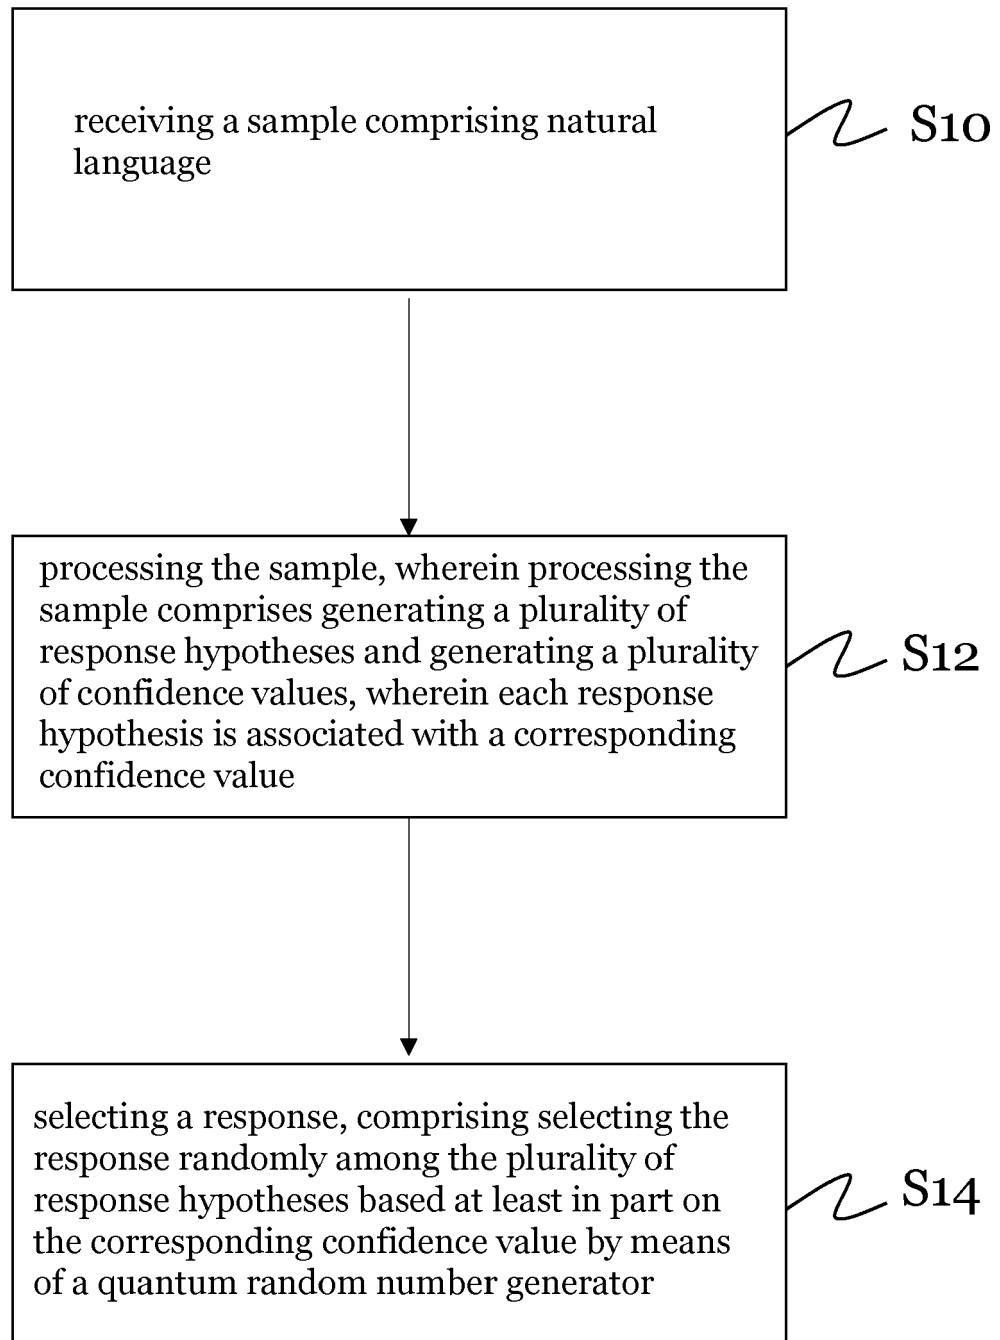 receiving a sample comprising natural
language
S10
processing the sample, wherein processing the
sample comprises generating a plurality of
response hypotheses and generating a plurality
of confidence values, wherein each response
hypothesis is associated with a corresponding
confidence value
S12
selecting a response, comprising selecting the
response randomly among the plurality of
response hypotheses based at least in part on
the corresponding confidence value by means
of a quantum random number generator
S14